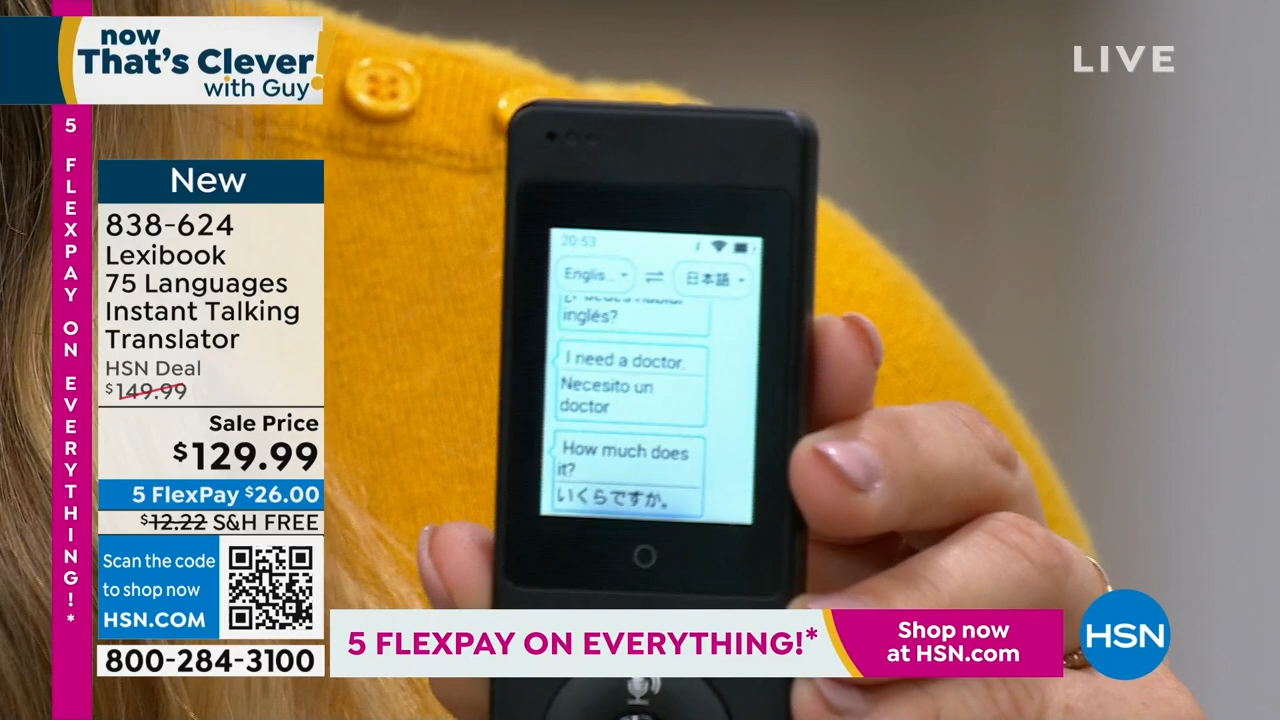 now
That's Clever!
with Guy
LIVE
5 FLEXPAY ON EVERYTHING!*
New
838-624
Lexibook
75 Languages
Instant Talking
Translator
HSN Deal
$149.99
Sale Price
$129.99
5 FlexPay $26.00
$12.22 S&H FREE
Scan the code
to shop now
HSN.COM
800-284-3100
20:53
Englis...
日本語
inglés?
I need a doctor.
Necesito un
doctor
How much does
it?
いくらですか。
5 FLEXPAY ON EVERYTHING!*
Shop now
at HSN.com
HSN